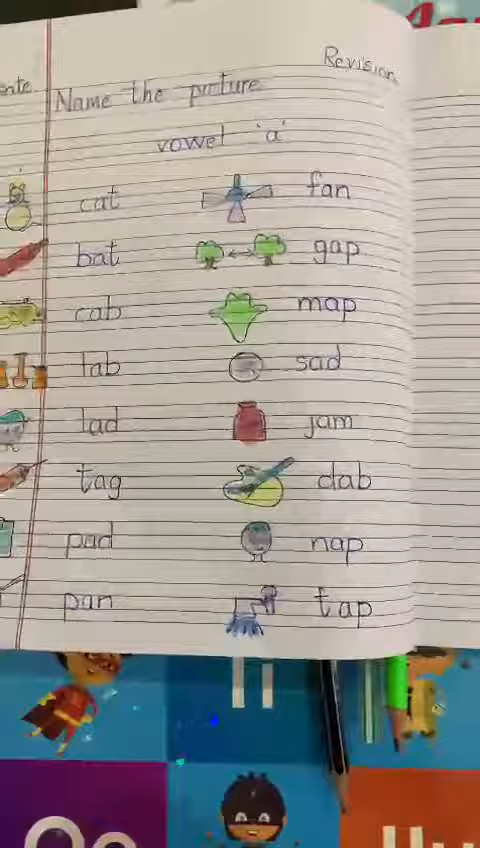 Revision
Name the picture
vowel 'a'
cat fan
bat gap
cab map
lab sad
lad jam
tag dab
pad nap
pan tap